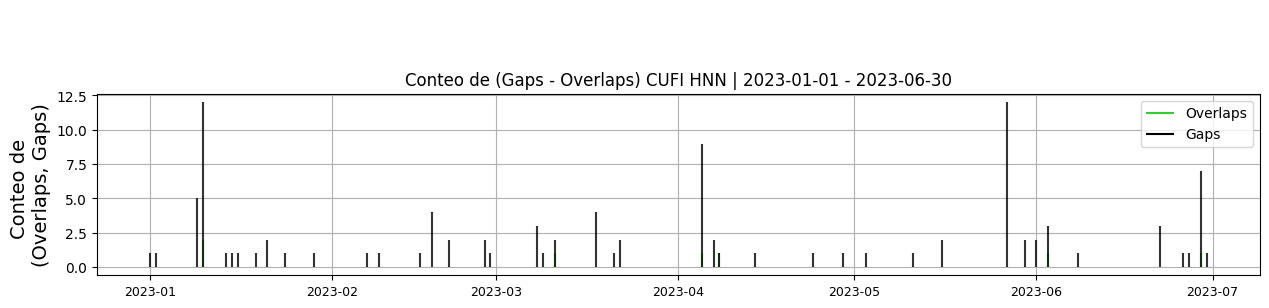 Conteo de (Gaps - Overlaps) CUFI HNN | 2023-01-01 - 2023-06-30
Conteo de
(Overlaps, Gaps)
12.5
10.0
7.5
5.0
2.5
0.0
Overlaps
Gaps
2023-01
2023-02
2023-03
2023-04
2023-05
2023-06
2023-07